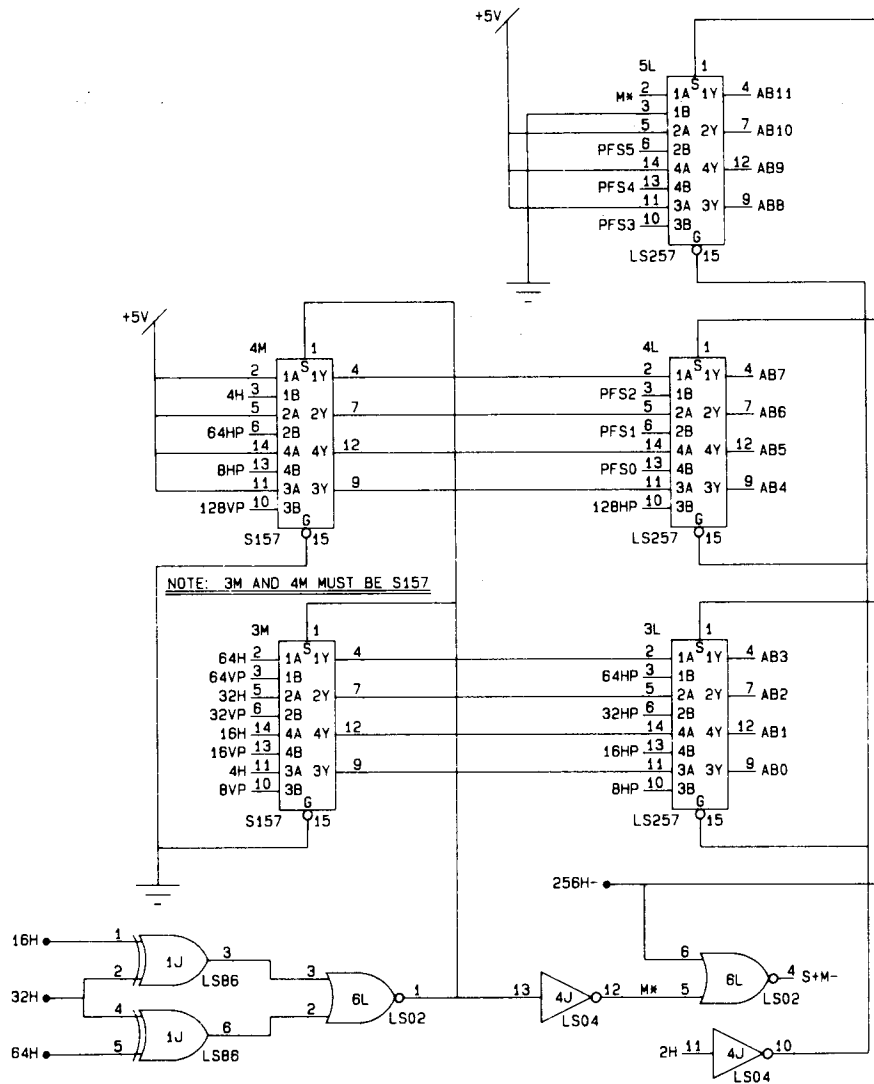 +5V
5L
1
S
M* 2 1A 1Y 4 AB11
3 1B
5 2A 2Y 7 AB10
PFS5 6 2B
14 4A 4Y 12 AB9
PFS4 13 4B
11 3A 3Y 9 AB8
PFS3 10 3B
G
LS257 15
+5V
4M
1
S
2 1A 1Y 4
4H 3 1B
5 2A 2Y 7
64HP 6 2B
14 4A 4Y 12
8HP 13 4B
11 3A 3Y 9
128VP 10 3B
G
S157 15
4L
1
S
2 1A 1Y 4 AB7
PFS2 3 1B
5 2A 2Y 7 AB6
PFS1 6 2B
14 4A 4Y 12 AB5
PFS0 13 4B
11 3A 3Y 9 AB4
128HP 10 3B
G
LS257 15
NOTE: 3M AND 4M MUST BE S157
3M
1
S
64H 2 1A 1Y 4
64VP 3 1B
32H 5 2A 2Y 7
32VP 6 2B
16H 14 4A 4Y 12
16VP 13 4B
4H 11 3A 3Y 9
8VP 10 3B
G
S157 15
3L
1
S
2 1A 1Y 4 AB3
64HP 3 1B
5 2A 2Y 7 AB2
32HP 6 2B
14 4A 4Y 12 AB1
16HP 13 4B
11 3A 3Y 9 AB0
8HP 10 3B
G
LS257 15
256H-
16H 1 1J 3
2 LS86
32H
4 1J 6
64H 5 LS86
3 6L 1
2 LS02
13 4J 12 M*
LS04
6 6L 4 S+M-
5 LS02
2H 11 4J 10
LS04